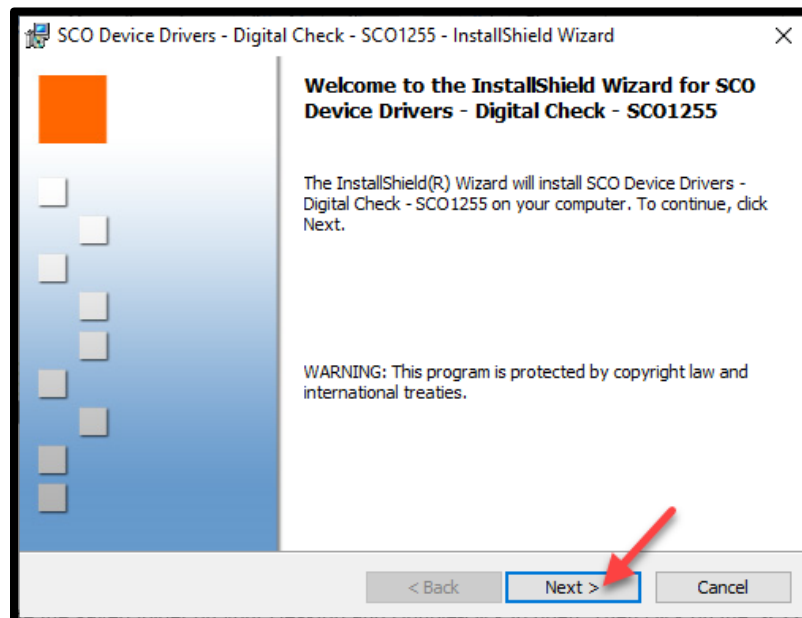 SCO Device Drivers - Digital Check - SCO1255 - InstallShield Wizard
Welcome to the InstallShield Wizard for SCO
Device Drivers - Digital Check - SCO1255
The InstallShield(R) Wizard will install SCO Device Drivers -
Digital Check - SCO1255 on your computer. To continue, click
Next.
WARNING: This program is protected by copyright law and
international treaties.
< Back Next > Cancel